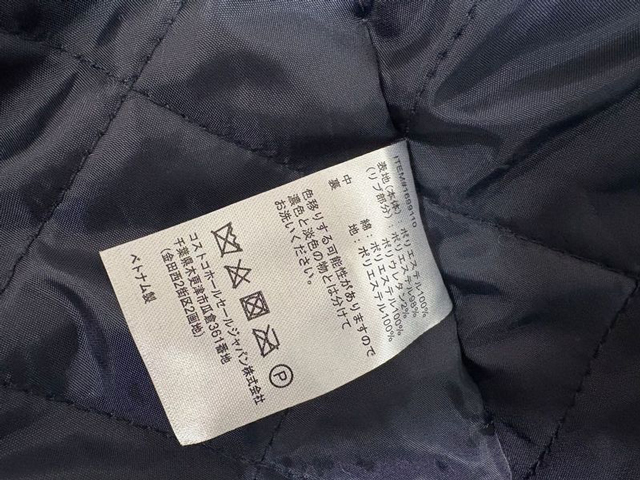 ITEM#1699110
表地(本体): ポリエステル100%
(リブ部分): ポリエステル98%
ポリウレタン2%
中 綿: ポリエステル100%
裏 地: ポリエステル100%
色移りする可能性がありますので
濃色と淡色の物とは分けて
お洗いください。
P
コストコホールセールジャパン株式会社
千葉県木更津市瓜倉361番地
(金田西2街区2画地)
ベトナム製